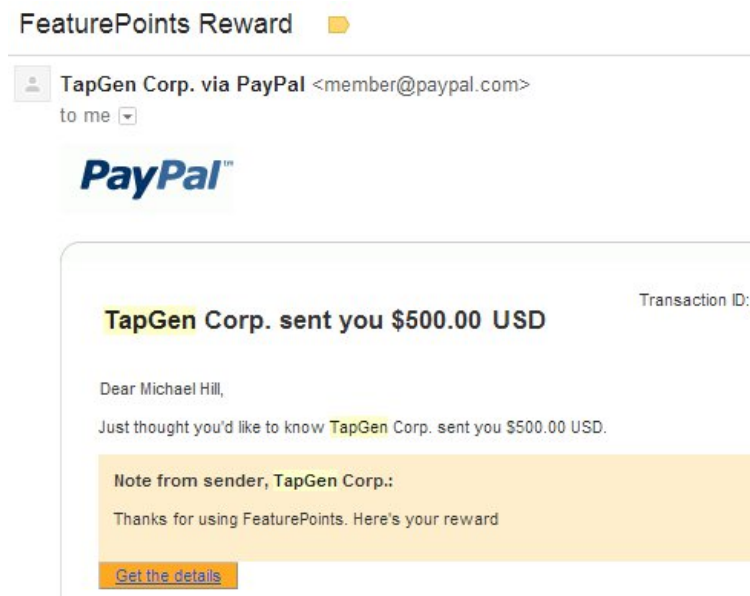 FeaturePoints Reward
TapGen Corp. via PayPal <member@paypal.com>
to me
PayPal™
Transaction ID:
TapGen Corp. sent you $500.00 USD
Dear Michael Hill,
Just thought you'd like to know TapGen Corp. sent you $500.00 USD.
Note from sender, TapGen Corp.:
Thanks for using FeaturePoints. Here's your reward
Get the details